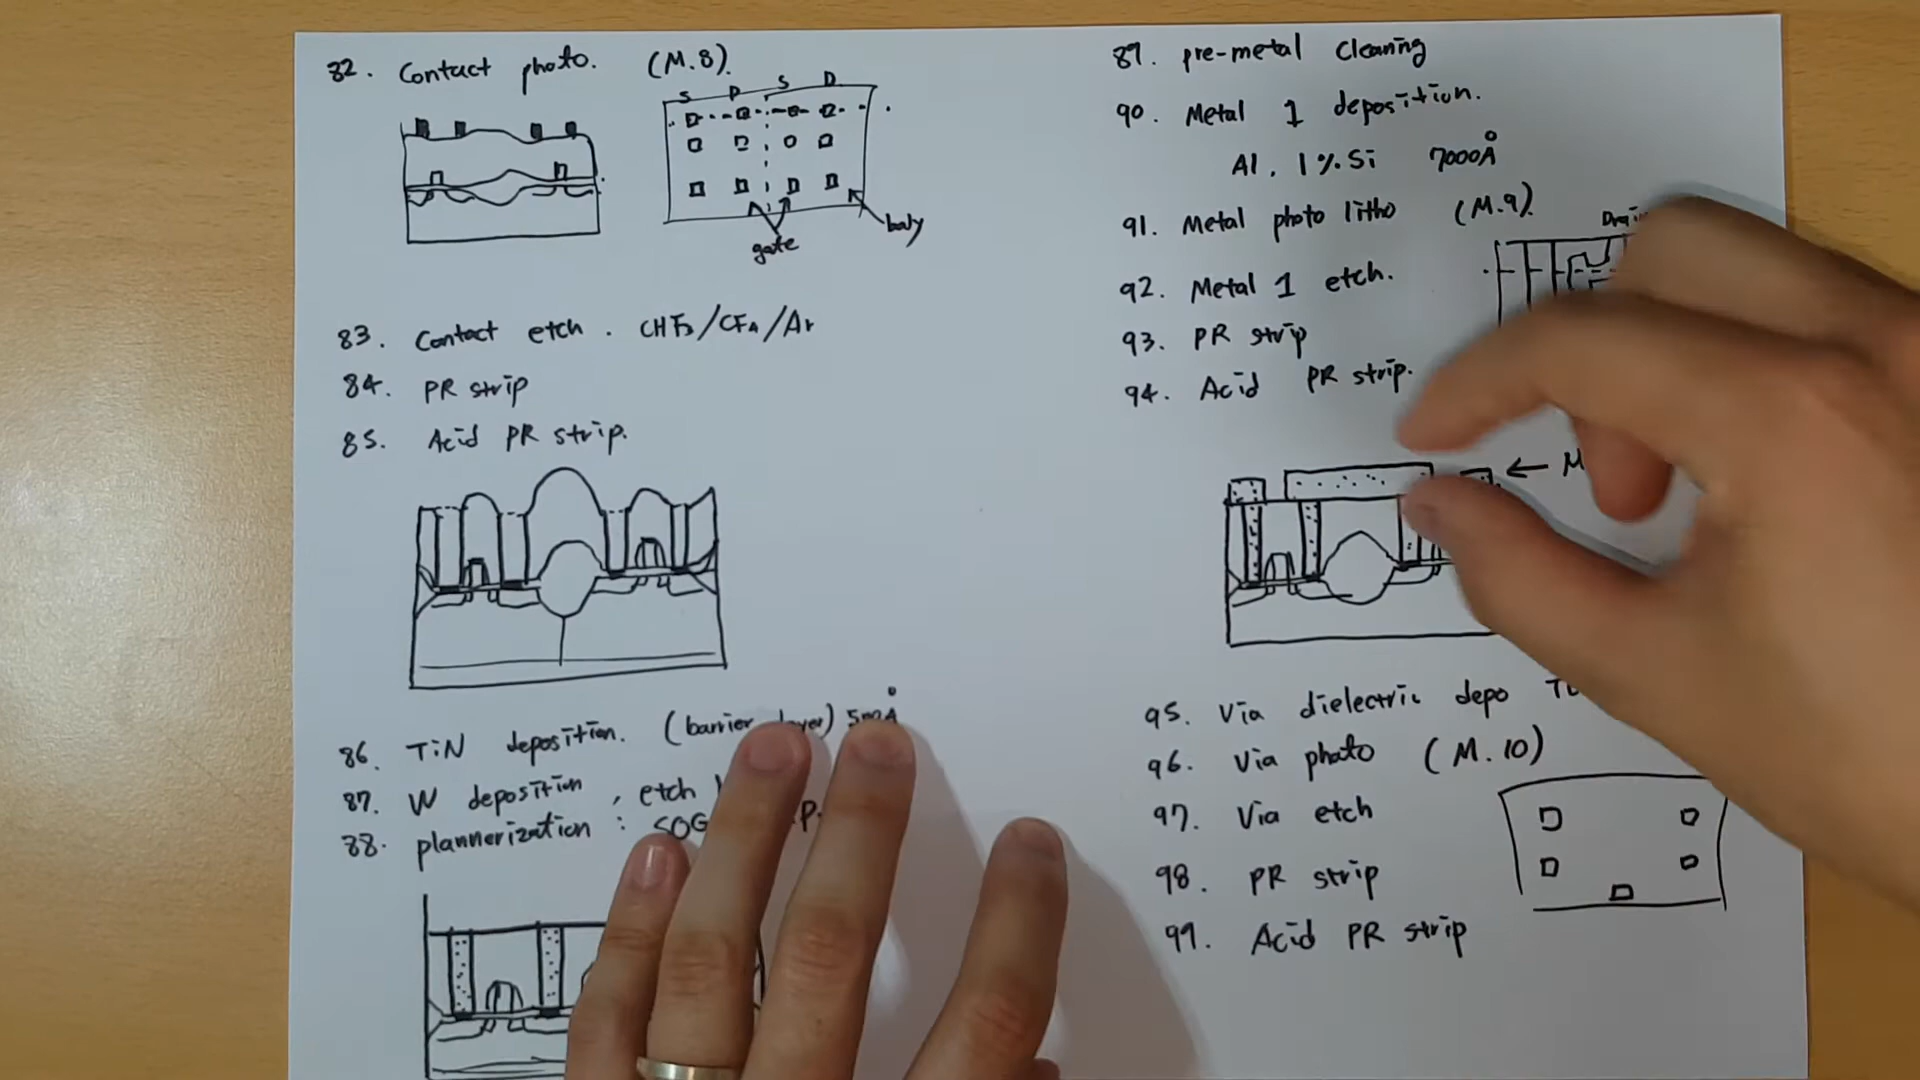 82. Contact photo. (M.8).
S D S D
gate
body
83. Contact etch. CHF3/CF4/Ar
84. PR strip
85. Acid PR strip.
86. TiN deposition. (barrier layer) 500Å
87. W deposition, etch
88. plannerization: SOG
89. pre-metal cleaning
90. Metal 1 deposition.
Al. 1% Si 7000Å
91. Metal photo litho (M.9).
92. Metal 1 etch.
93. PR strip
94. Acid PR strip.
← M
95. Via dielectric depo
96. Via photo (M.10)
97. Via etch
98. PR strip
99. Acid PR strip